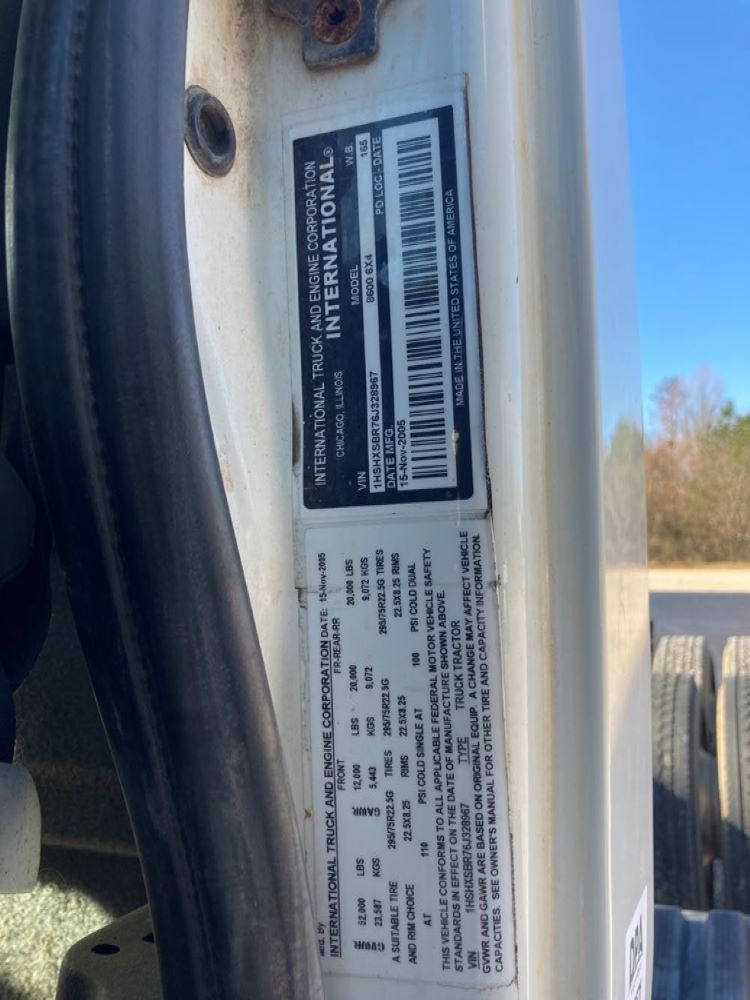 INTERNATIONAL TRUCK AND ENGINE CORPORATION
CHICAGO, ILLINOIS INTERNATIONAL®
VIN MODEL W.B.
1HSHXSBR76J328967 8600 6X4 165
DATE MFG. PD LOC - DATE
15-Nov-2005
MADE IN THE UNITED STATES OF AMERICA
MFG. BY
INTERNATIONAL TRUCK AND ENGINE CORPORATION DATE: 15-Nov-2005
FRONT FR-REAR-RR
GVWR 52,000 LBS GAWR 12,000 LBS 20,000 20,000 LBS
23,587 KGS 5,443 KGS 9,072 9,072 KGS
A SUITABLE TIRE 295/75R22.5G TIRES 295/75R22.5G 295/75R22.5G TIRES
AND RIM CHOICE 22.5X8.25 RIMS 22.5X8.25 22.5X8.25 RIMS
AT 110 PSI COLD SINGLE AT 100 PSI COLD DUAL
THIS VEHICLE CONFORMS TO ALL APPLICABLE FEDERAL MOTOR VEHICLE SAFETY
STANDARDS IN EFFECT ON THE DATE OF MANUFACTURE SHOWN ABOVE.
VIN 1HSHXSBR76J328967 TYPE TRUCK TRACTOR
GVWR AND GAWR ARE BASED ON ORIGINAL EQUIP. A CHANGE MAY AFFECT VEHICLE
CAPACITIES. SEE OWNER'S MANUAL FOR OTHER TIRE AND CAPACITY INFORMATION.